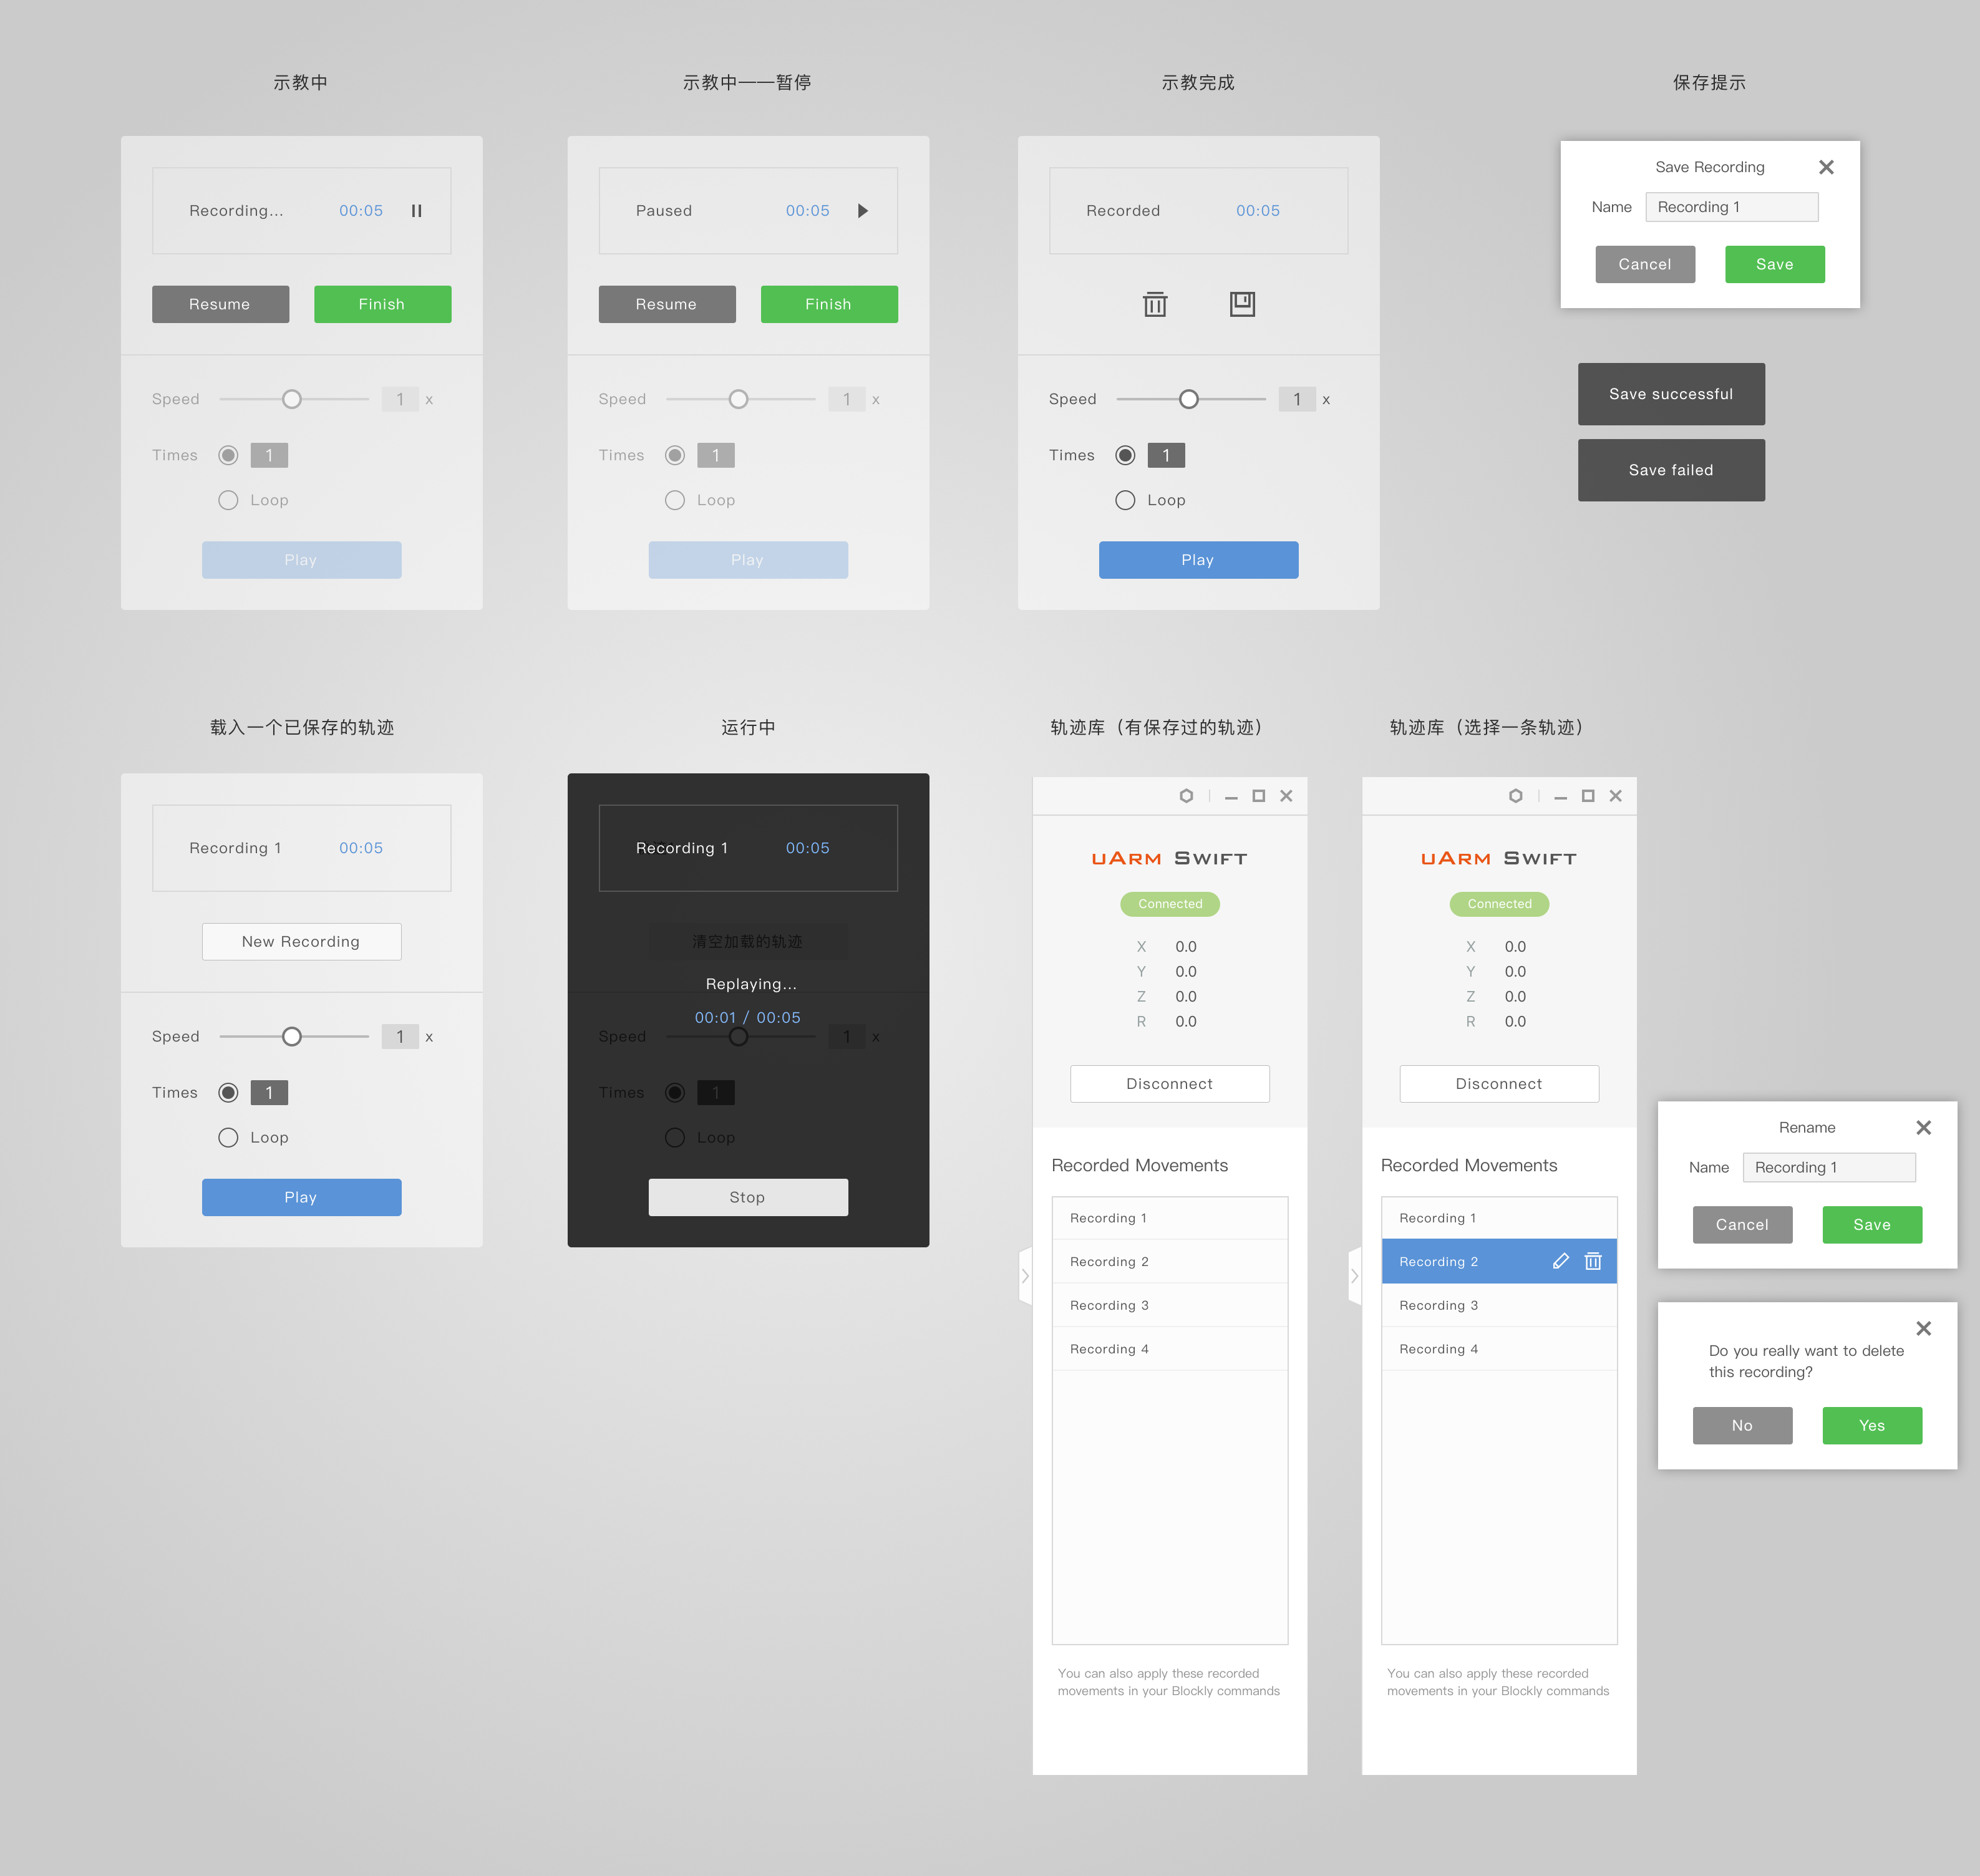 示教中
Recording...
00:05
Resume
Finish
Speed
1
x
Times
1
Loop
Play
示教中——暂停
Paused
00:05
Resume
Finish
Speed
1
x
Times
1
Loop
Play
示教完成
Recorded
00:05
Speed
1
x
Times
1
Loop
Play
保存提示
Save Recording
Name
Recording 1
Cancel
Save
Save successful
Save failed
载入一个已保存的轨迹
Recording 1
00:05
New Recording
Speed
1
x
Times
1
Loop
Play
运行中
Recording 1
00:05
清空加载的轨迹
Replaying...
00:01 / 00:05
Speed
1
x
Times
1
Loop
Stop
轨迹库（有保存过的轨迹）
uArm Swift
Connected
X 0.0
Y 0.0
Z 0.0
R 0.0
Disconnect
Recorded Movements
Recording 1
Recording 2
Recording 3
Recording 4
You can also apply these recorded
movements in your Blockly commands
轨迹库（选择一条轨迹）
uArm Swift
Connected
X 0.0
Y 0.0
Z 0.0
R 0.0
Disconnect
Recorded Movements
Recording 1
Recording 2
Recording 3
Recording 4
You can also apply these recorded
movements in your Blockly commands
Rename
Name
Recording 1
Cancel
Save
Do you really want to delete
this recording?
No
Yes